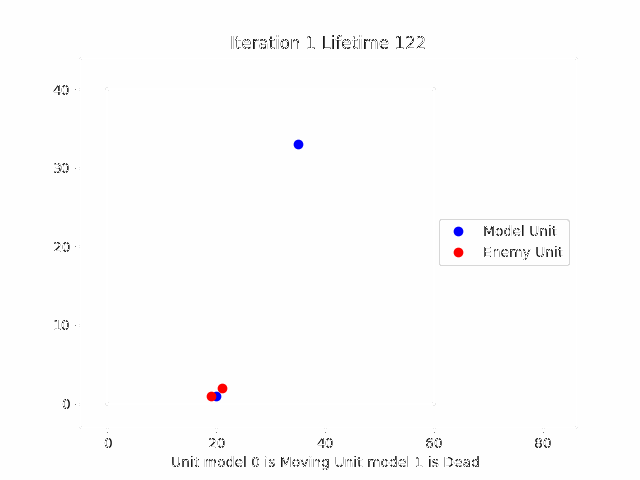 Iteration 1 Lifetime 122
40
30
20
10
0
Model Unit
Enemy Unit
0 20 40 60 80
Unit model 0 is Moving Unit model 1 is Dead